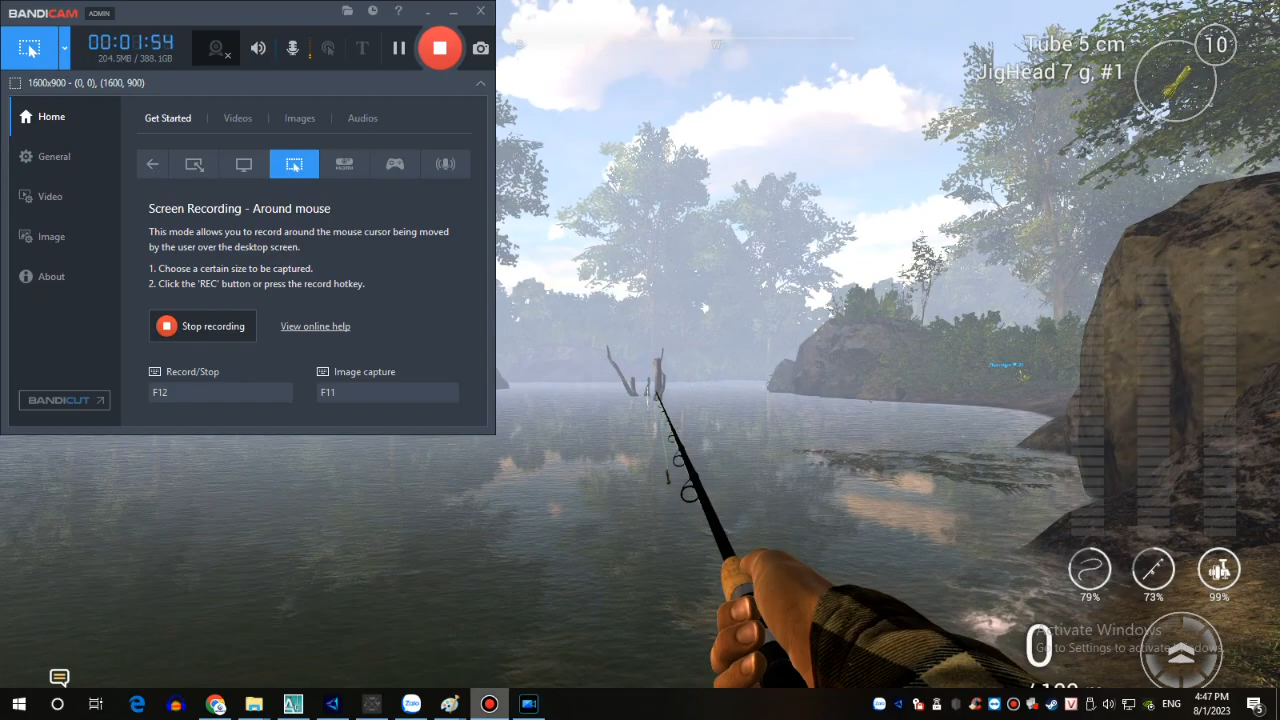 BANDICAM ADMIN
00:01:54
204.5MB / 388.1GB
1600x900 - (0, 0), (1600, 900)
Home
General
Video
Image
About
BANDICUT
Get Started
Videos
Images
Audios
HDMI
Screen Recording - Around mouse
This mode allows you to record around the mouse cursor being moved
by the user over the desktop screen.
1. Choose a certain size to be captured.
2. Click the 'REC' button or press the record hotkey.
Stop recording
View online help
Record/Stop
Image capture
F12
F11
W
Tube 5 cm
JigHead 7 g, #1
10
79%
73%
99%
0
Activate Windows
Go to Settings to activate Windows.
Zalo
ENG
4:47 PM
8/1/2023
5